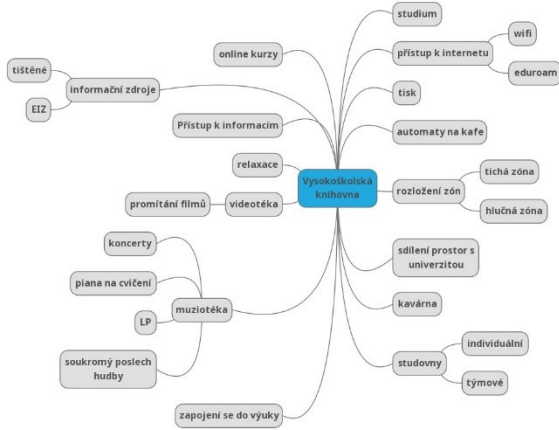 studium
wifi
online kurzy
přístup k internetu
tištěné
eduroam
informační zdroje
tisk
EIZ
Přístup k informacím
automaty na kafe
relaxace
tichá zóna
Vysokoškolská
knihovna
rozložení zón
promítání filmů
videotéka
hlučná zóna
koncerty
sdílení prostor s
univerzitou
piana na cvičení
muziotéka
kavárna
LP
individuální
soukromý poslech
hudby
studovny
týmové
zapojení se do výuky